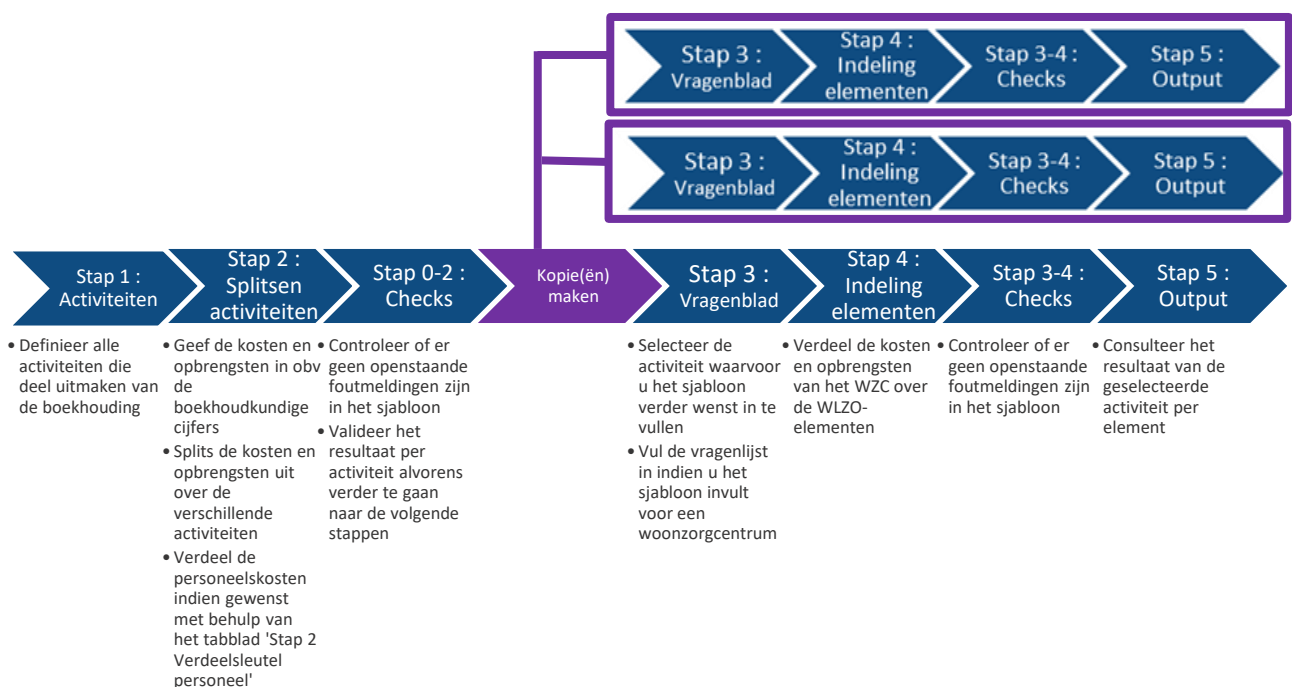 Stap 3 :
Vragenblad
Stap 4 :
Indeling
elementen
Stap 3-4 :
Checks
Stap 5 :
Output
Stap 3 :
Vragenblad
Stap 4 :
Indeling
elementen
Stap 3-4 :
Checks
Stap 5 :
Output
Stap 1 :
Activiteiten
Stap 2 :
Splitsen
activiteiten
Stap 0-2 :
Checks
Kopie(ën)
maken
Stap 3 :
Vragenblad
Stap 4 :
Indeling
elementen
Stap 3-4 :
Checks
Stap 5 :
Output
• Definieer alle
activiteiten die
deel uitmaken van
de boekhouding
• Geef de kosten en
opbrengsten in obv
de
boekhoudkundige
cijfers
• Splits de kosten en
opbrengsten uit
over de
verschillende
activiteiten
• Verdeel de
personeelskosten
indien gewenst
met behulp van
het tabblad 'Stap 2
Verdeelsleutel
personeel'
• Controleer of er
geen openstaande
foutmeldingen zijn
in het sjabloon
• Valideer het
resultaat per
activiteit alvorens
verder te gaan
naar de volgende
stappen
• Selecteer de
activiteit waarvoor
u het sjabloon
verder wenst in te
vullen
• Vul de vragenlijst
in indien u het
sjabloon invult
voor een
woonzorgcentrum
• Verdeel de kosten
en opbrengsten
van het WZC over
de WLZO-
elementen
• Controleer of er
geen openstaande
foutmeldingen zijn
in het sjabloon
• Consulteer het
resultaat van de
geselecteerde
activiteit per
element